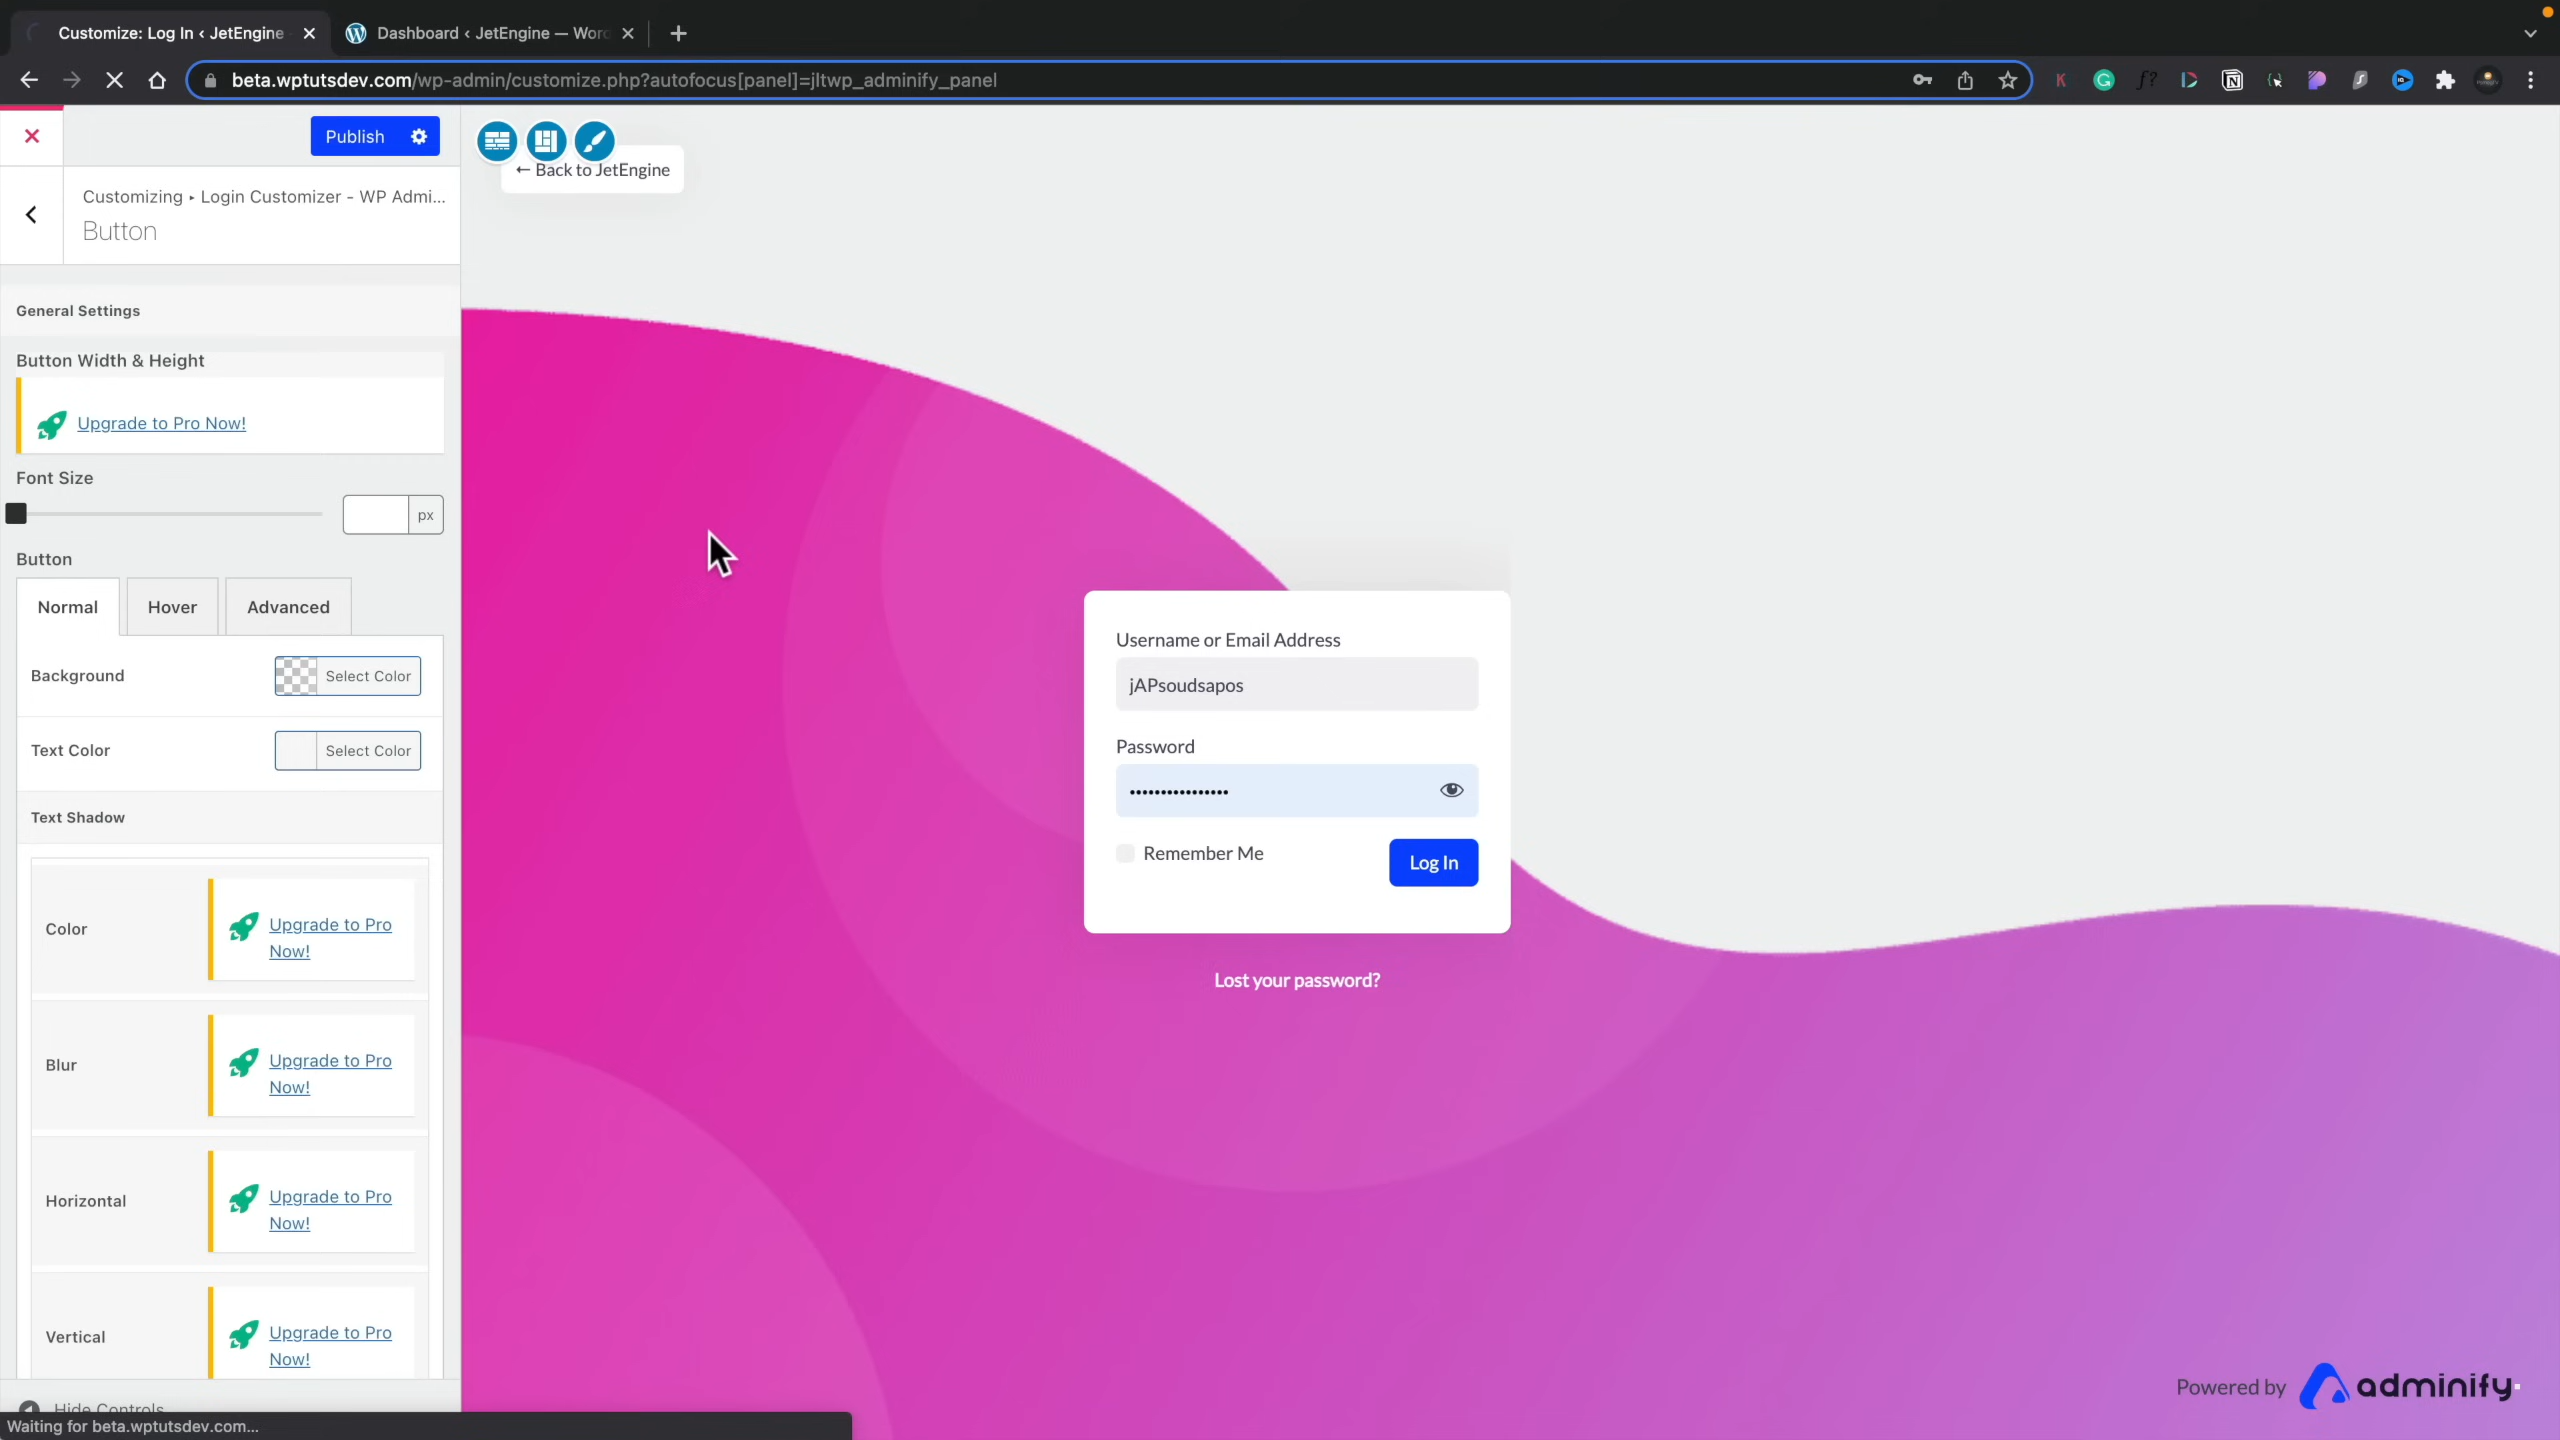 Customize: Log In ‹ JetEngine
Dashboard ‹ JetEngine — Wor
beta.wptutsdev.com/wp-admin/customize.php?autofocus[panel]=jltwp_adminify_panel
Publish
← Back to JetEngine
Customizing ▸ Login Customizer - WP Admi...
Button
General Settings
Button Width & Height
Upgrade to Pro Now!
Font Size
px
Button
Normal
Hover
Advanced
Background
Select Color
Text Color
Select Color
Text Shadow
Color
Upgrade to Pro
Now!
Blur
Upgrade to Pro
Now!
Horizontal
Upgrade to Pro
Now!
Vertical
Upgrade to Pro
Now!
Hide Controls
Waiting for beta.wptutsdev.com...
Username or Email Address
jAPsoudsapos
Password
••••••••••••••••
Remember Me
Log In
Lost your password?
Powered by adminify